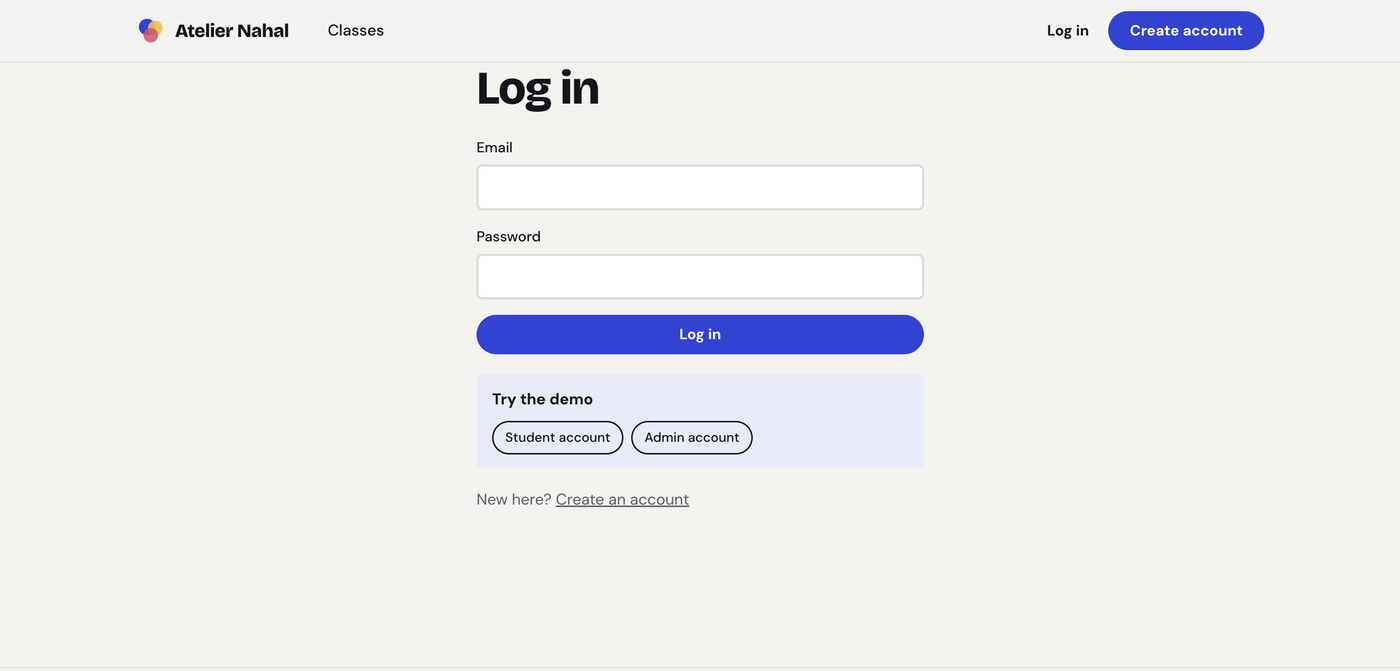 Atelier Nahal
Classes
Log in
Create account
Log in
Email
Password
Log in
Try the demo
Student account
Admin account
New here? Create an account